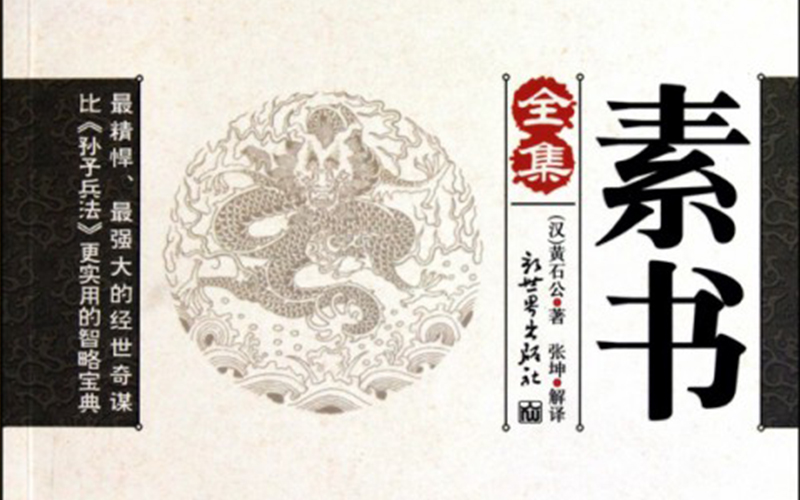 素书
全集
(汉)黄石公•著 张坤•解译
新世界出版社
最精悍、最强大的经世奇谋
比《孙子兵法》更实用的智略宝典